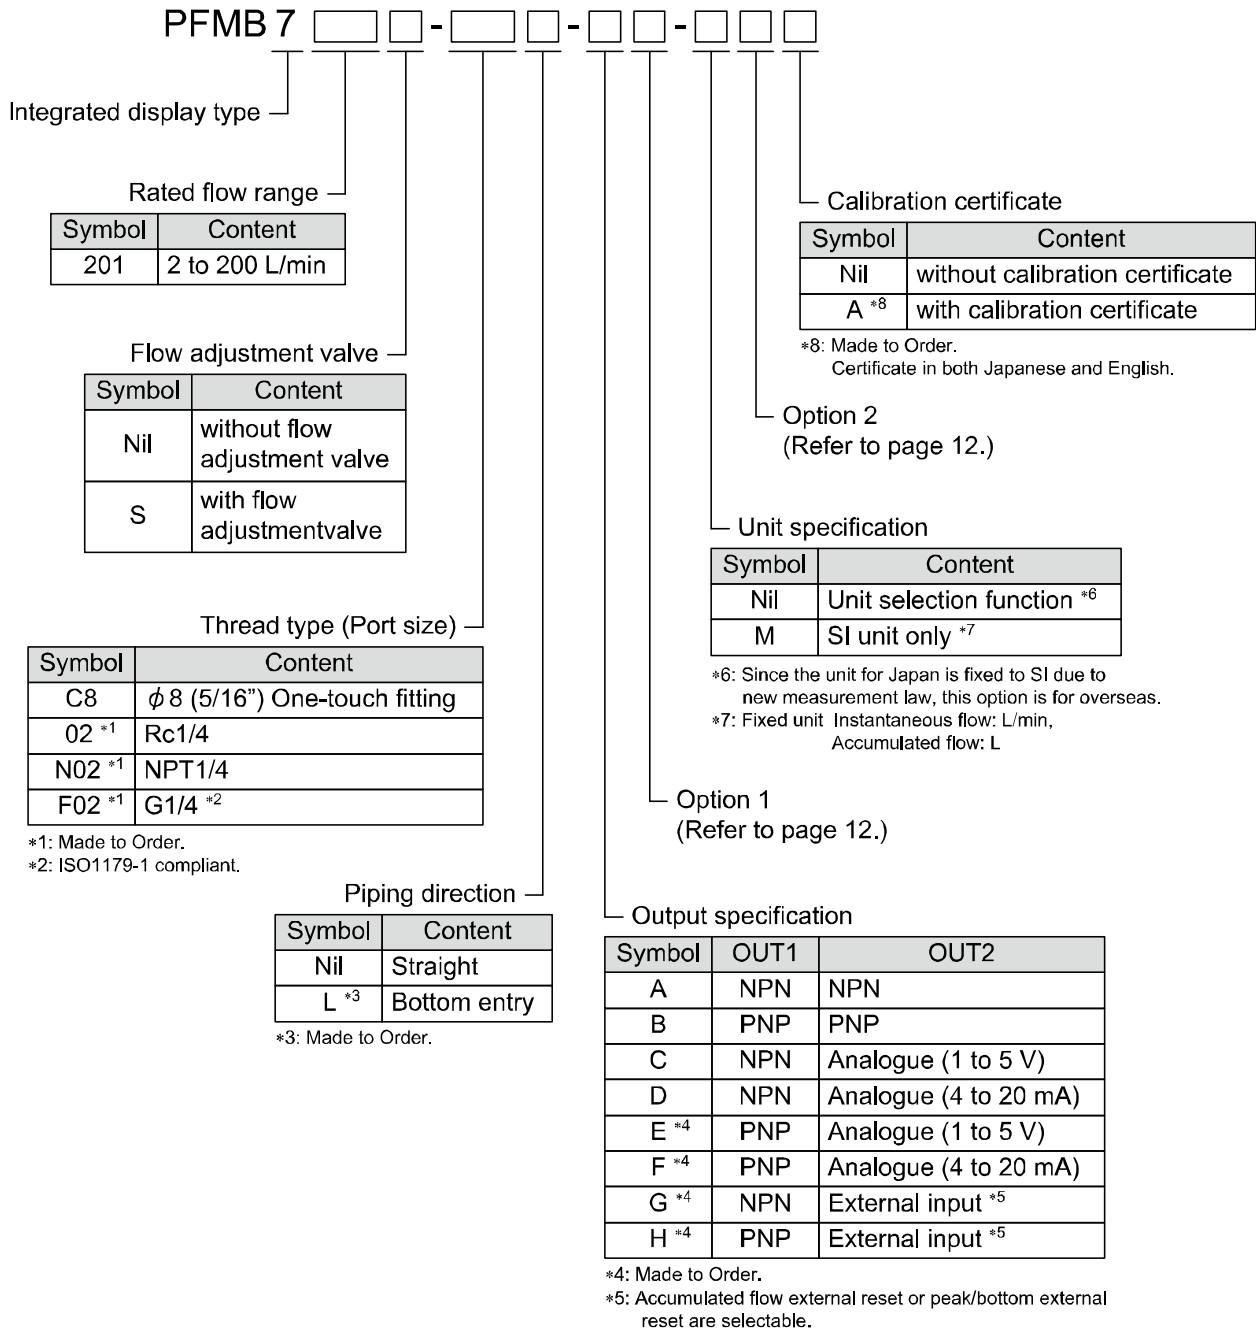 PFMB 7 - - -
Integrated display type
Rated flow range
Symbol Content
201 2 to 200 L/min
Flow adjustment valve
Symbol Content
Nil without flow
adjustment valve
S with flow
adjustmentvalve
Thread type (Port size)
Symbol Content
C8 ϕ8 (5/16”) One-touch fitting
02 *1 Rc1/4
N02 *1 NPT1/4
F02 *1 G1/4 *2
*1: Made to Order.
*2: ISO1179-1 compliant.
Piping direction
Symbol Content
Nil Straight
L *3 Bottom entry
*3: Made to Order.
Calibration certificate
Symbol Content
Nil without calibration certificate
A *8 with calibration certificate
*8: Made to Order.
Certificate in both Japanese and English.
Option 2
(Refer to page 12.)
Unit specification
Symbol Content
Nil Unit selection function *6
M SI unit only *7
*6: Since the unit for Japan is fixed to SI due to
new measurement law, this option is for overseas.
*7: Fixed unit Instantaneous flow: L/min,
Accumulated flow: L
Option 1
(Refer to page 12.)
Output specification
Symbol OUT1 OUT2
A NPN NPN
B PNP PNP
C NPN Analogue (1 to 5 V)
D NPN Analogue (4 to 20 mA)
E *4 PNP Analogue (1 to 5 V)
F *4 PNP Analogue (4 to 20 mA)
G *4 NPN External input *5
H *4 PNP External input *5
*4: Made to Order.
*5: Accumulated flow external reset or peak/bottom external
reset are selectable.